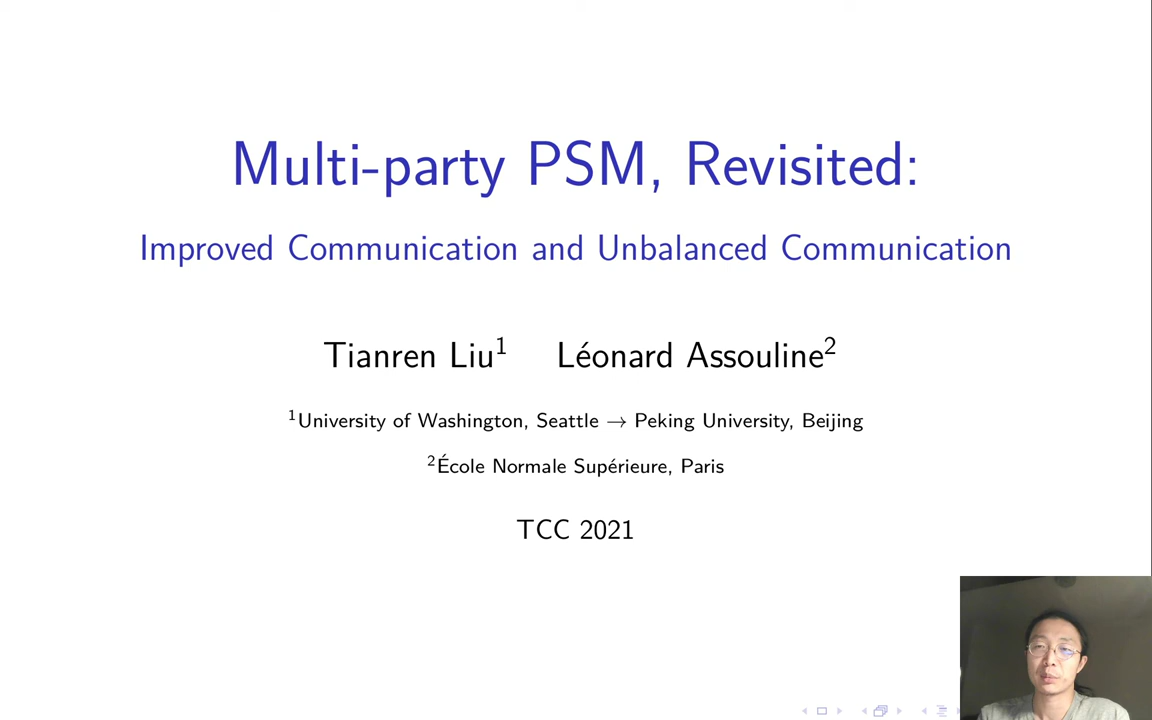 Multi-party PSM, Revisited:
Improved Communication and Unbalanced Communication
Tianren Liu¹ Léonard Assouline²
¹University of Washington, Seattle → Peking University, Beijing
²École Normale Supérieure, Paris
TCC 2021